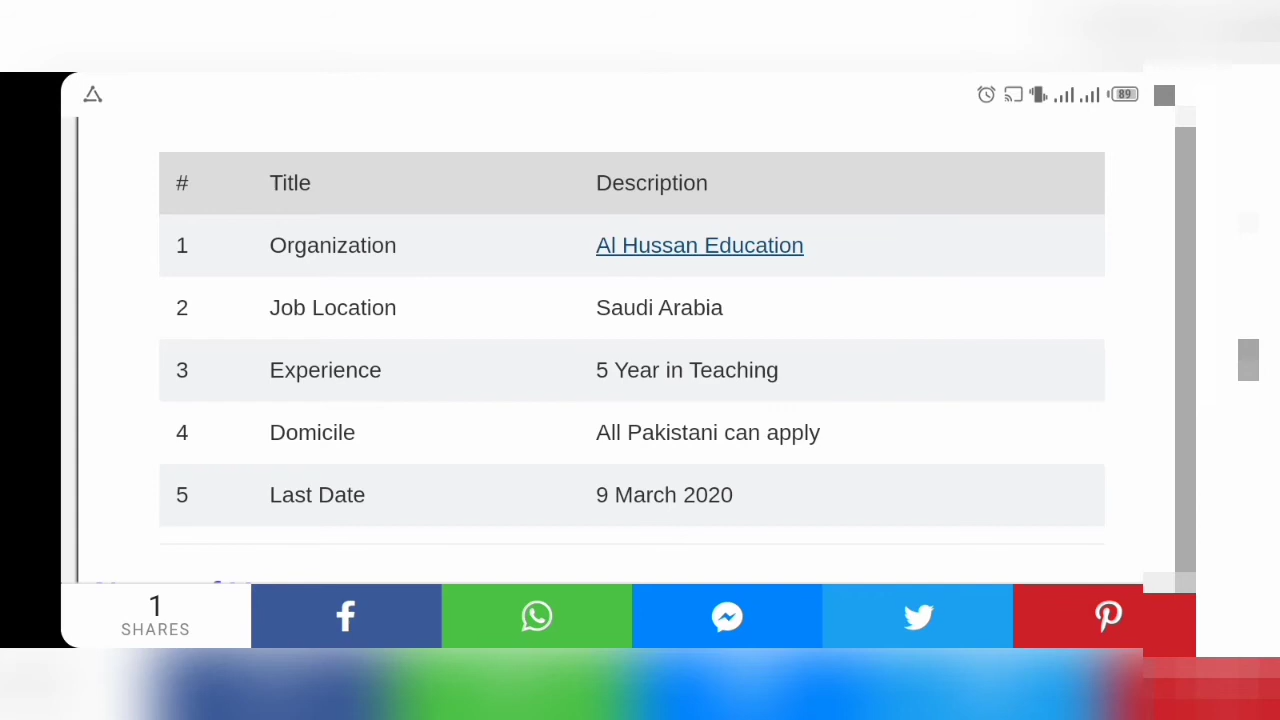 89
# Title Description
1 Organization Al Hussan Education
2 Job Location Saudi Arabia
3 Experience 5 Year in Teaching
4 Domicile All Pakistani can apply
5 Last Date 9 March 2020
1
SHARES